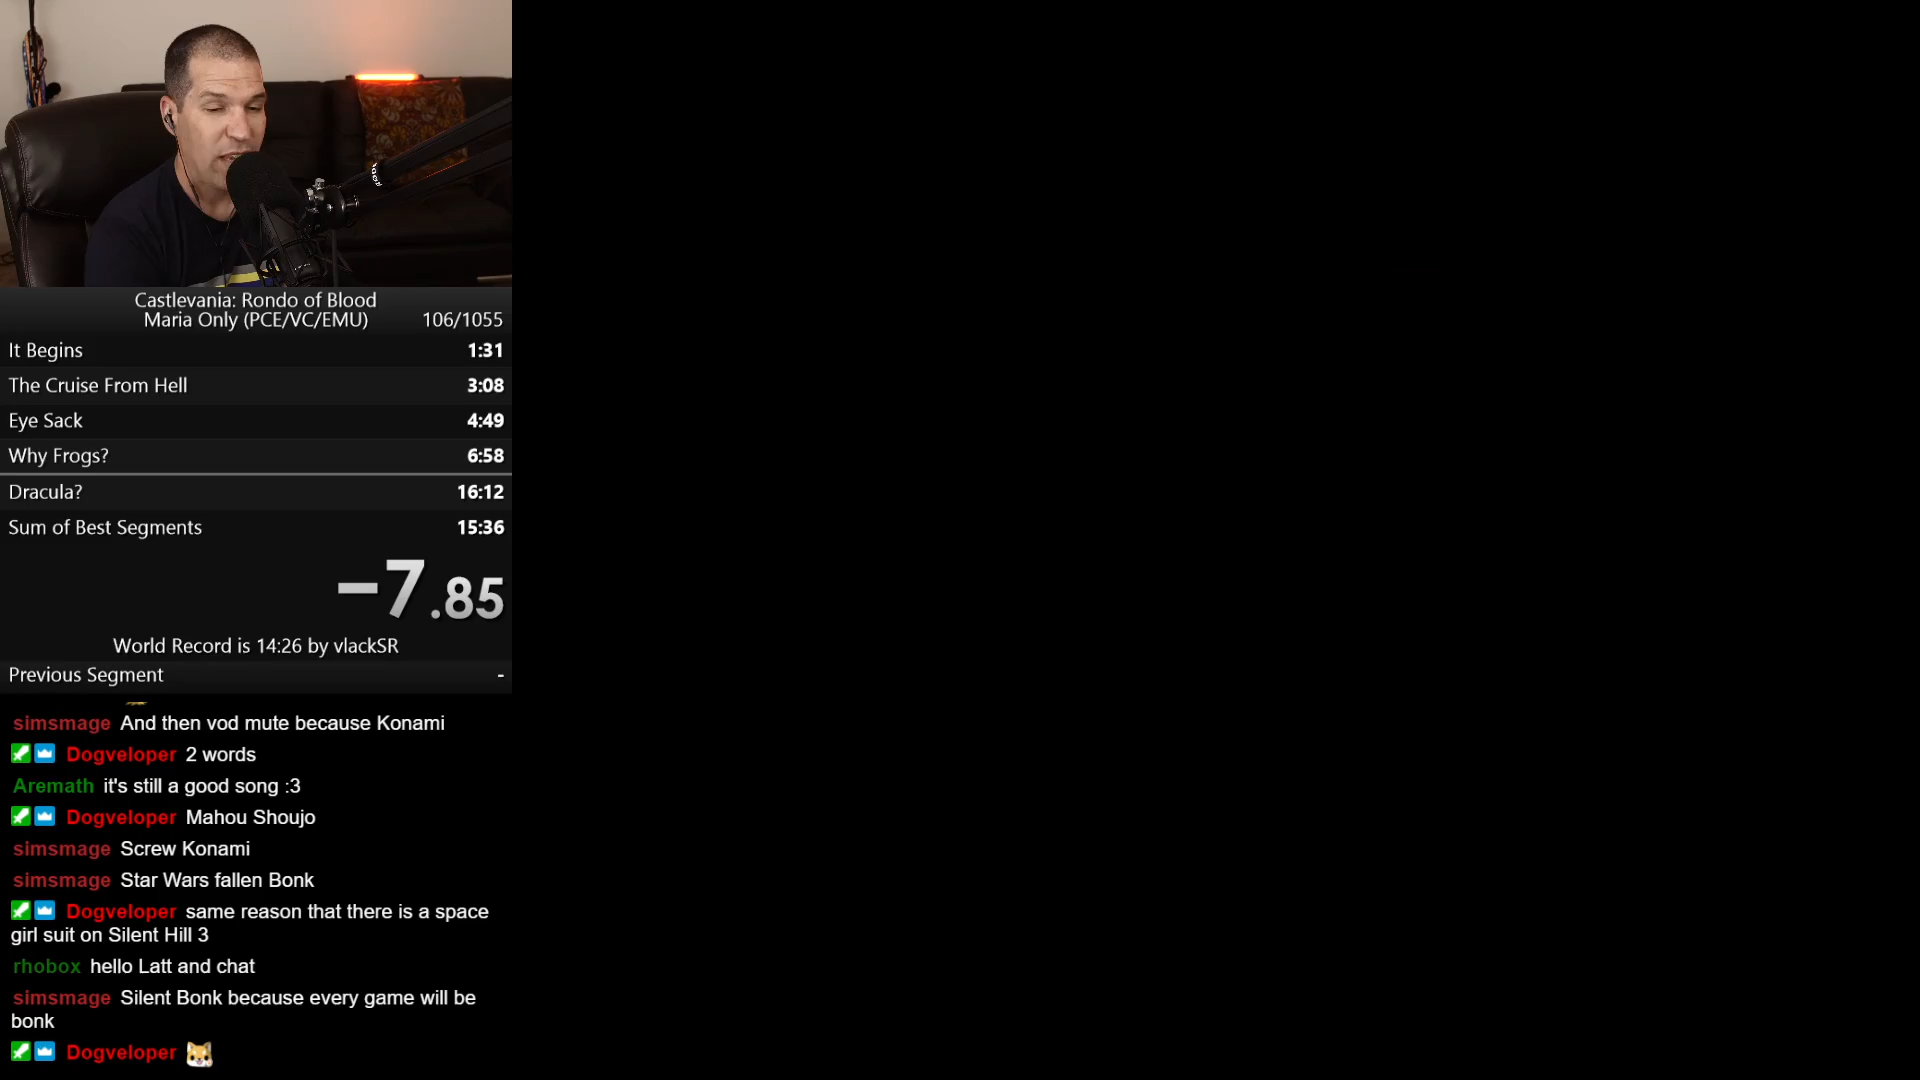 Castlevania: Rondo of Blood
Maria Only (PCE/VC/EMU) 106/1055
It Begins 1:31
The Cruise From Hell 3:08
Eye Sack 4:49
Why Frogs? 6:58
Dracula? 16:12
Sum of Best Segments 15:36
−7.85
World Record is 14:26 by vlackSR
Previous Segment -
simsmage And then vod mute because Konami
Dogveloper 2 words
Aremath it's still a good song :3
Dogveloper Mahou Shoujo
simsmage Screw Konami
simsmage Star Wars fallen Bonk
Dogveloper same reason that there is a space
girl suit on Silent Hill 3
rhobox hello Latt and chat
simsmage Silent Bonk because every game will be
bonk
Dogveloper